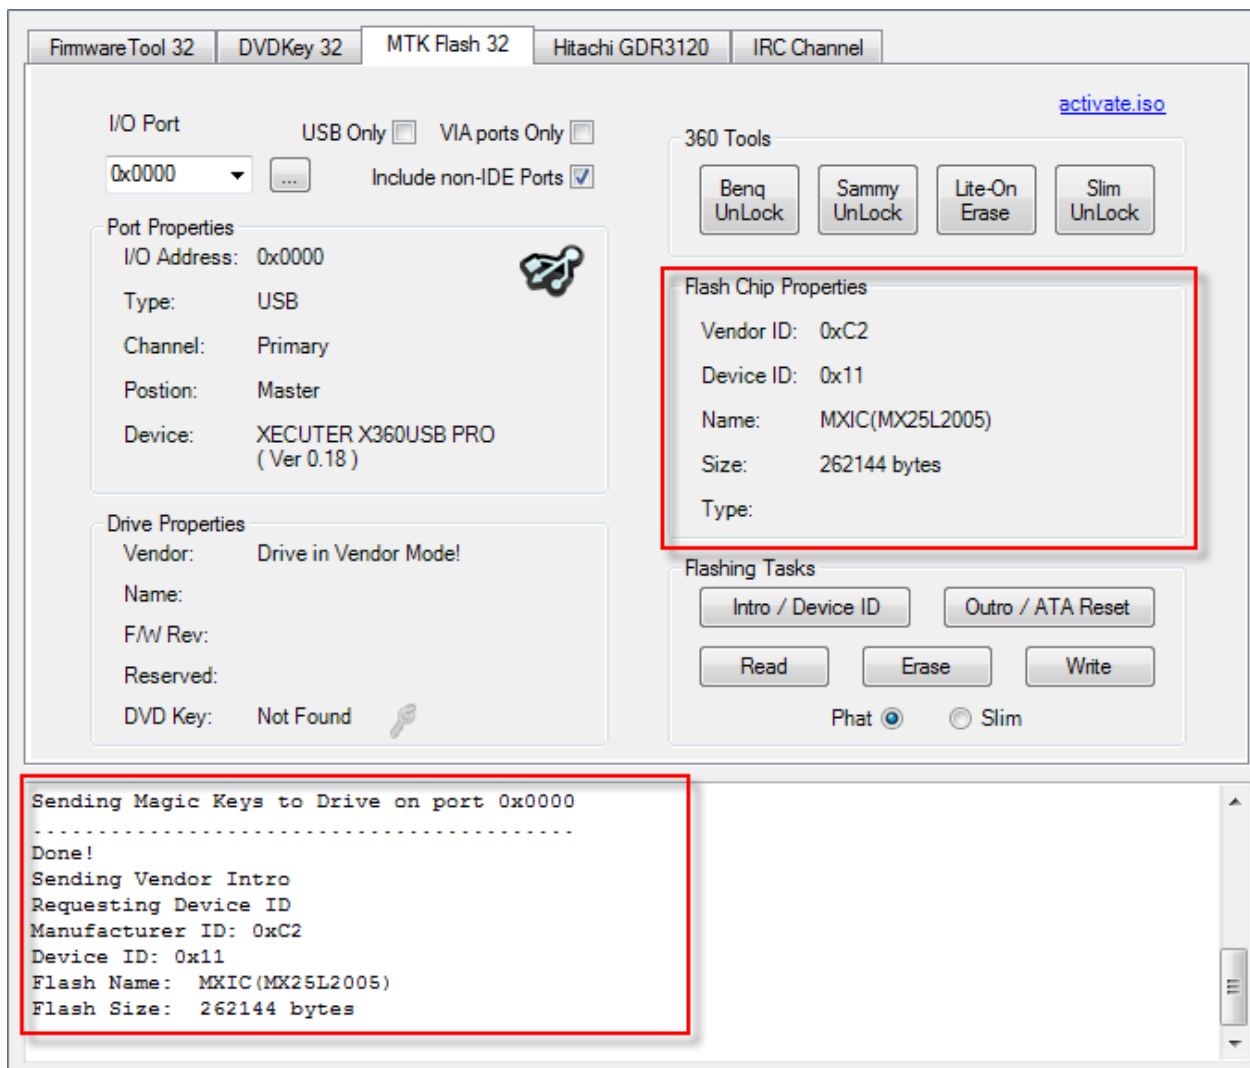 FirmwareTool 32 DVDKey 32 MTK Flash 32 Hitachi GDR3120 IRC Channel
activate.iso
I/O Port
USB Only VIA ports Only
0x0000 ... Include non-IDE Ports
Port Properties
I/O Address: 0x0000
Type: USB
Channel: Primary
Postion: Master
Device: XECUTER X360USB PRO
( Ver 0.18 )
Drive Properties
Vendor: Drive in Vendor Mode!
Name:
F/W Rev:
Reserved:
DVD Key: Not Found
360 Tools
Benq UnLock
Sammy UnLock
Lite-On Erase
Slim UnLock
Flash Chip Properties
Vendor ID: 0xC2
Device ID: 0x11
Name: MXIC(MX25L2005)
Size: 262144 bytes
Type:
Flashing Tasks
Intro / Device ID Outro / ATA Reset
Read Erase Write
Phat Slim
Sending Magic Keys to Drive on port 0x0000
..........................................
Done!
Sending Vendor Intro
Requesting Device ID
Manufacturer ID: 0xC2
Device ID: 0x11
Flash Name:  MXIC(MX25L2005)
Flash Size:  262144 bytes